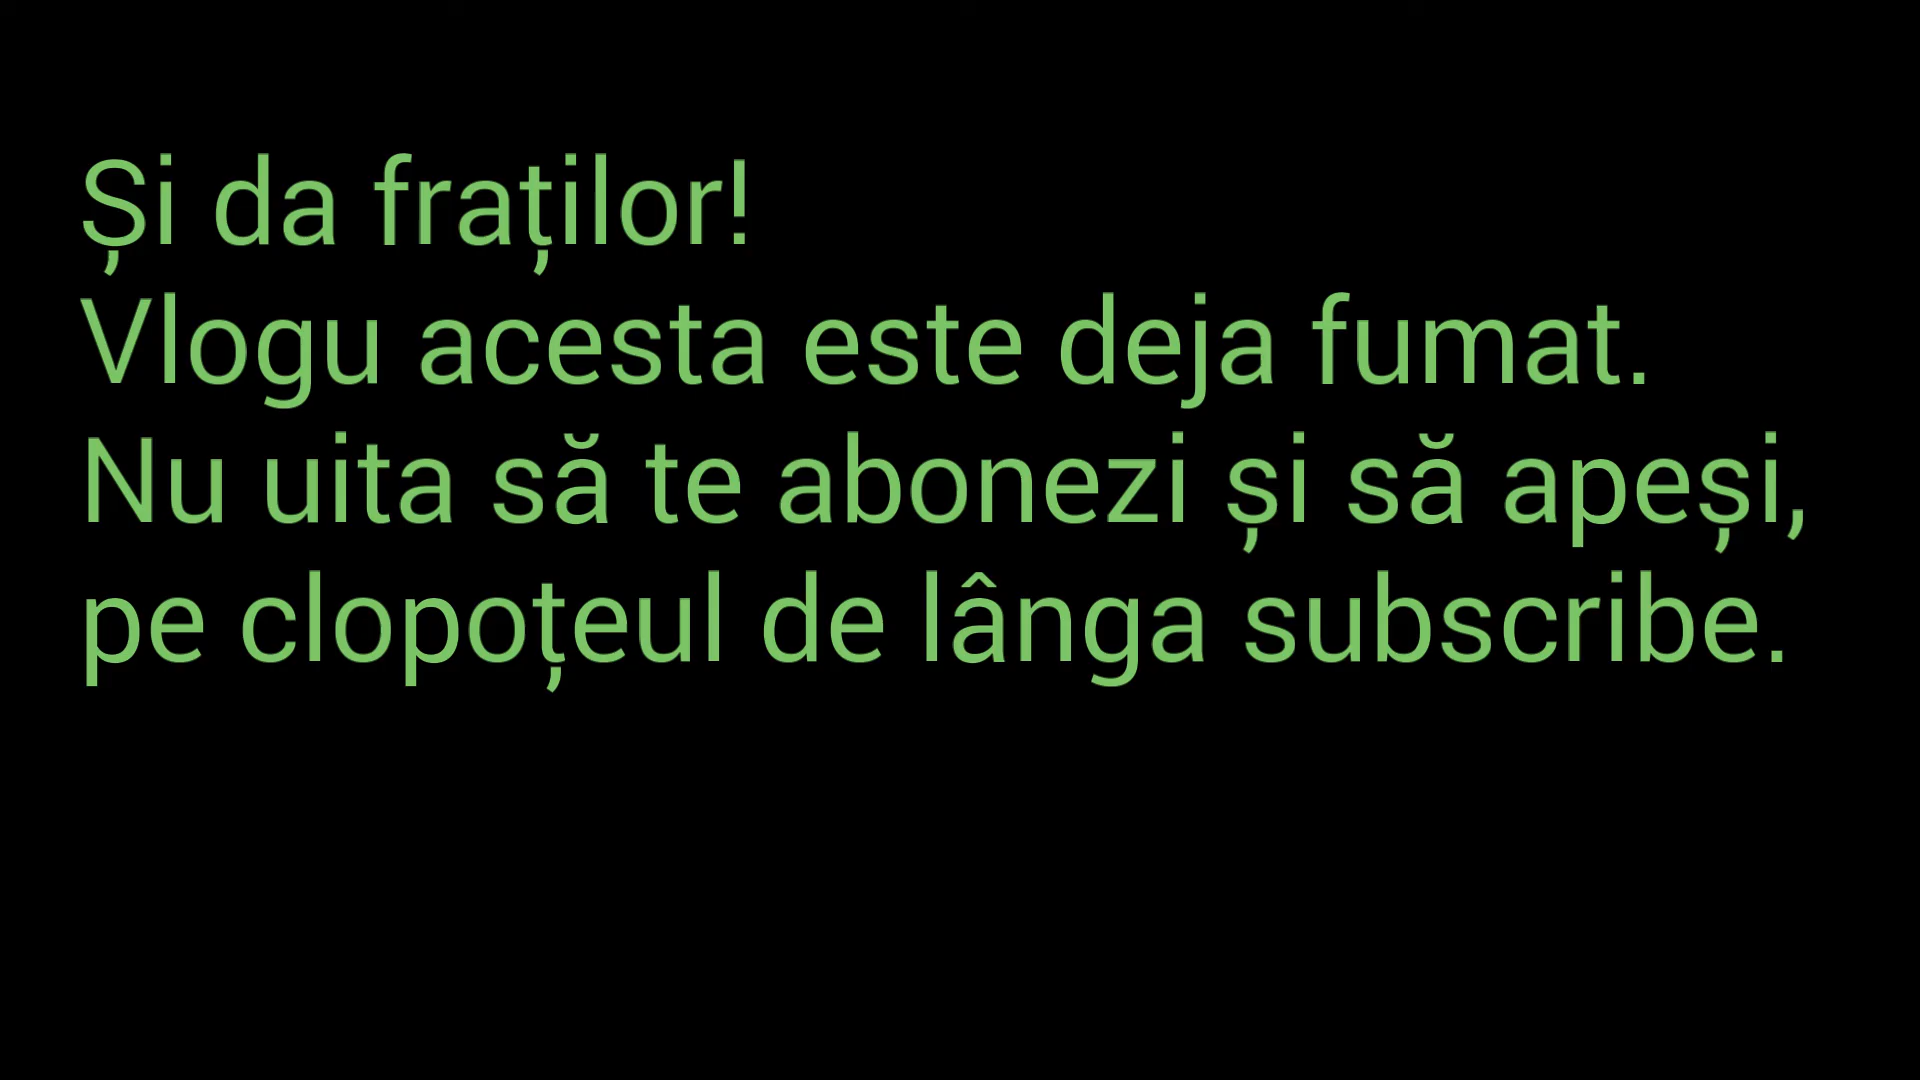 Și da fraților!
Vlogu acesta este deja fumat.
Nu uita să te abonezi și să apeși,
pe clopoțeul de lânga subscribe.